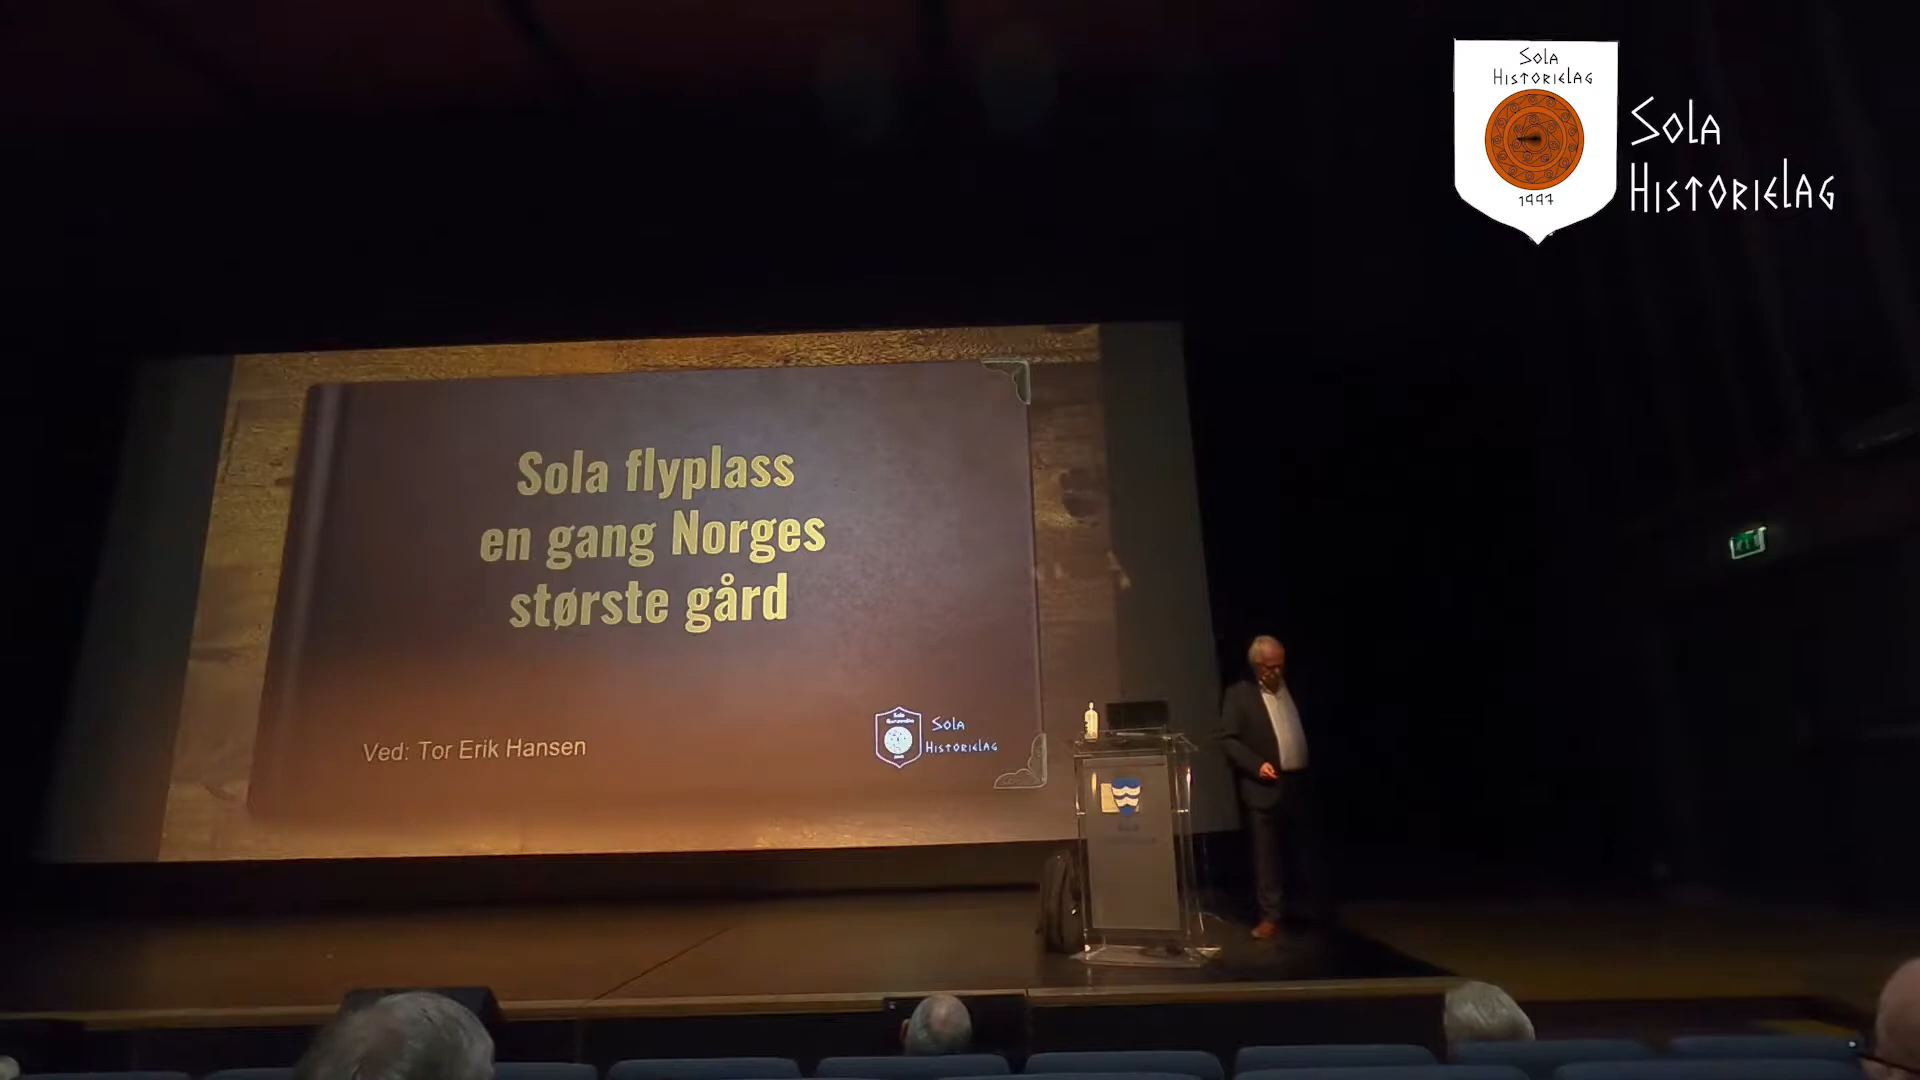 Sola
Historielag
1997
Sola
Historielag
Sola flyplass
en gang Norges
største gård
Ved: Tor Erik Hansen
Sola
Historielag